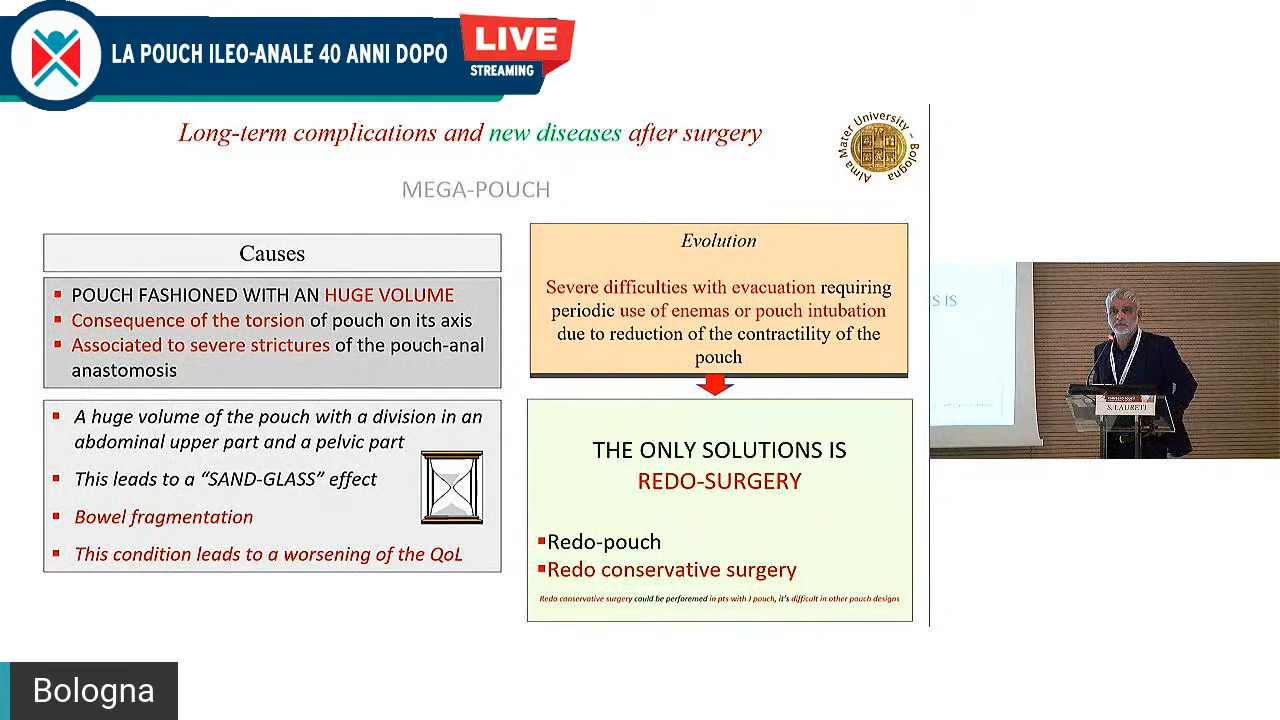 LA POUCH ILEO-ANALE 40 ANNI DOPO
LIVE
STREAMING
Long-term complications and new diseases after surgery
Alma Mater University – Bologna
MEGA-POUCH
Causes
▪ POUCH FASHIONED WITH AN HUGE VOLUME
▪ Consequence of the torsion of pouch on its axis
▪ Associated to severe strictures of the pouch-anal
anastomosis
▪ A huge volume of the pouch with a division in an
abdominal upper part and a pelvic part
▪ This leads to a “SAND-GLASS” effect
▪ Bowel fragmentation
▪ This condition leads to a worsening of the QoL
Evolution
Severe difficulties with evacuation requiring
periodic use of enemas or pouch intubation
due to reduction of the contractility of the
pouch
THE ONLY SOLUTIONS IS
REDO-SURGERY
▪Redo-pouch
▪Redo conservative surgery
Redo conservative surgery could be performed in pts with J pouch, it's difficult in other pouch designs
S IS
S. LAURETI
Bologna